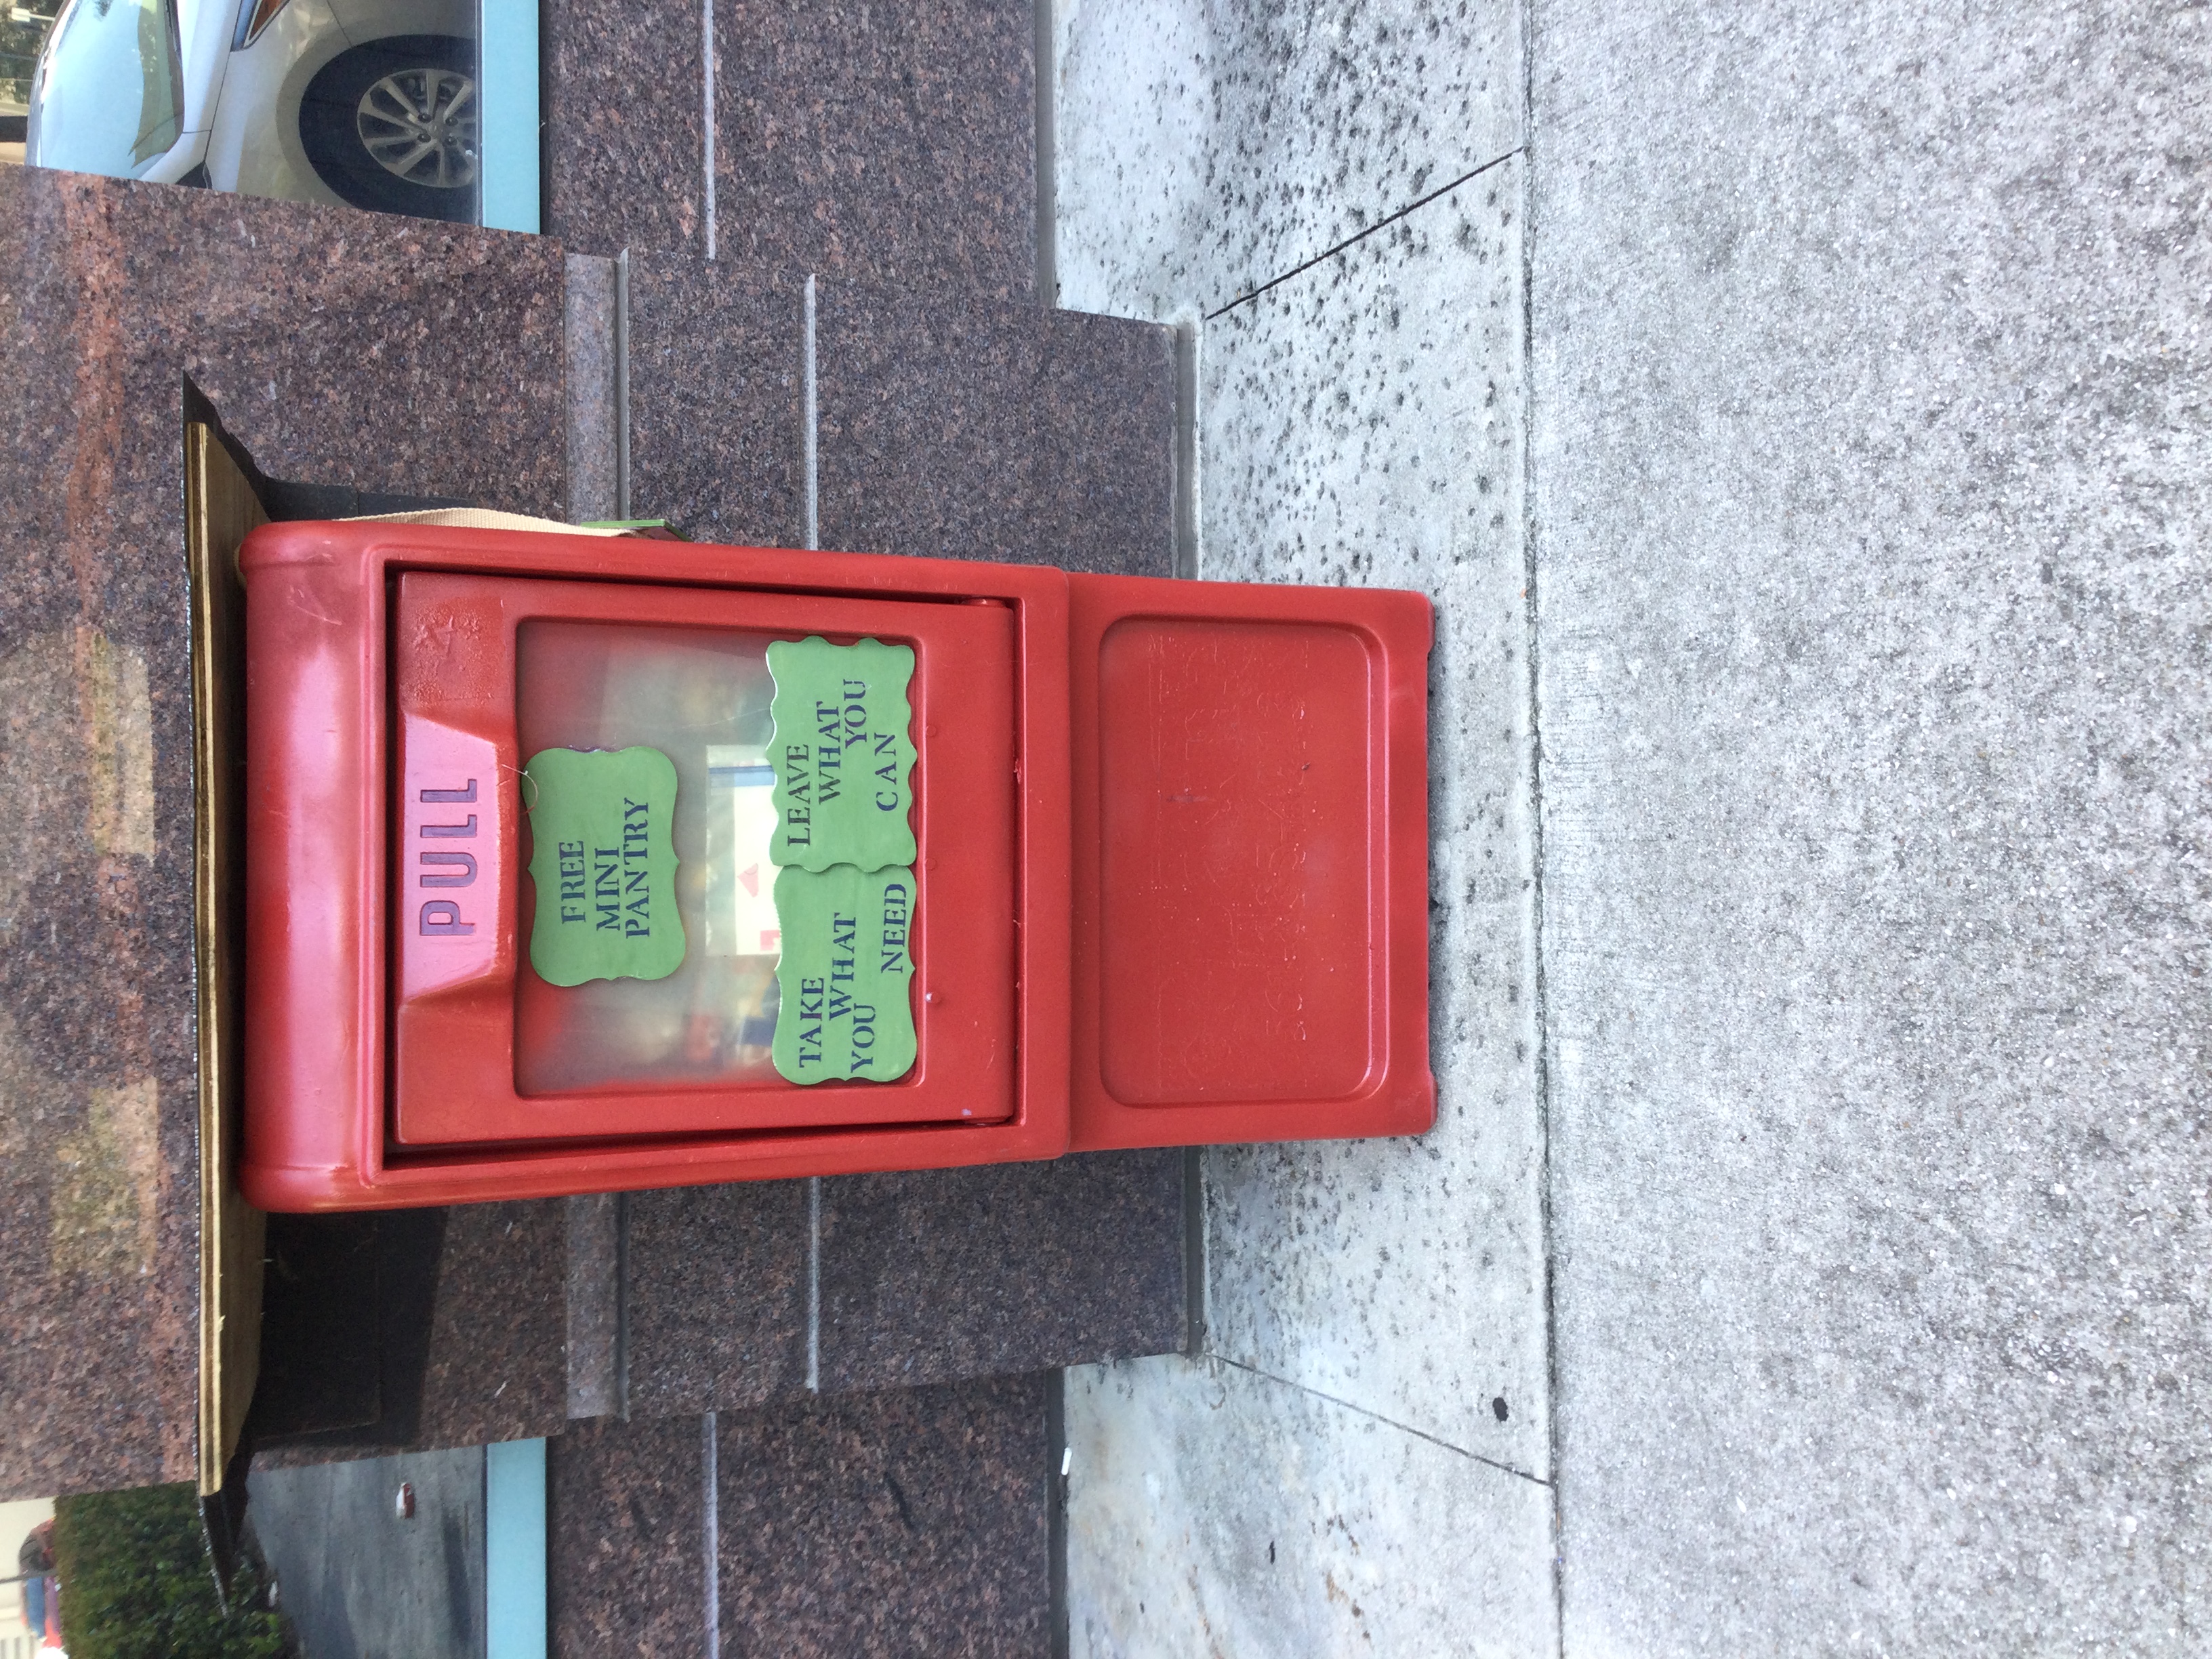 PULL
FREE
MINI
PANTRY
TAKE
WHAT
YOU
NEED
LEAVE
WHAT
YOU
CAN